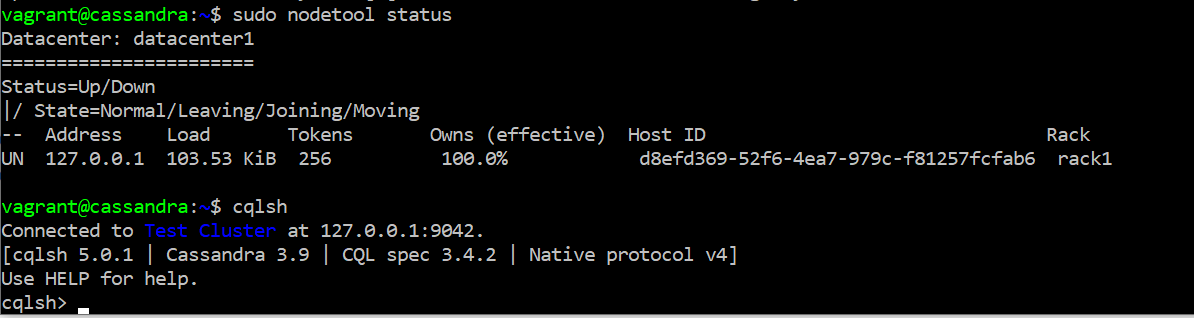 vagrant@cassandra:~$ sudo nodetool status
Datacenter: datacenter1
=======================
Status=Up/Down
|/ State=Normal/Leaving/Joining/Moving
--  Address    Load       Tokens       Owns (effective)  Host ID                               Rack
UN  127.0.0.1  103.53 KiB  256          100.0%            d8efd369-52f6-4ea7-979c-f81257fcfab6  rack1
vagrant@cassandra:~$ cqlsh
Connected to Test Cluster at 127.0.0.1:9042.
[cqlsh 5.0.1 | Cassandra 3.9 | CQL spec 3.4.2 | Native protocol v4]
Use HELP for help.
cqlsh>